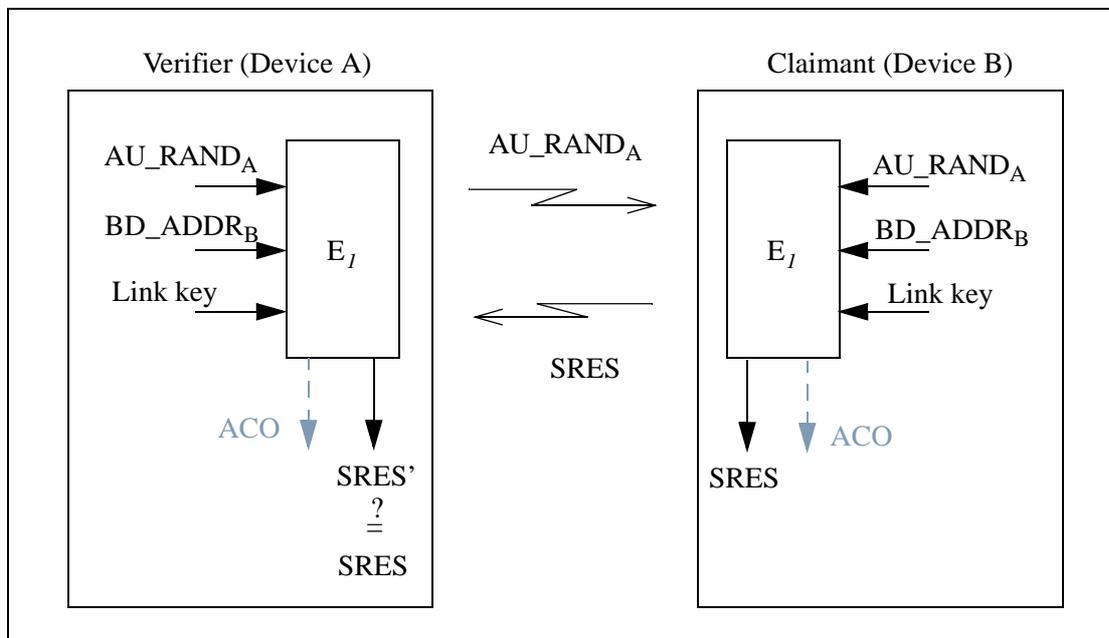 Verifier (Device A)
AU_RANDA
BD_ADDRB
Link key
E1
ACO
SRES’
?
=
SRES
AU_RANDA
SRES
Claimant (Device B)
E1
AU_RANDA
BD_ADDRB
Link key
SRES
ACO